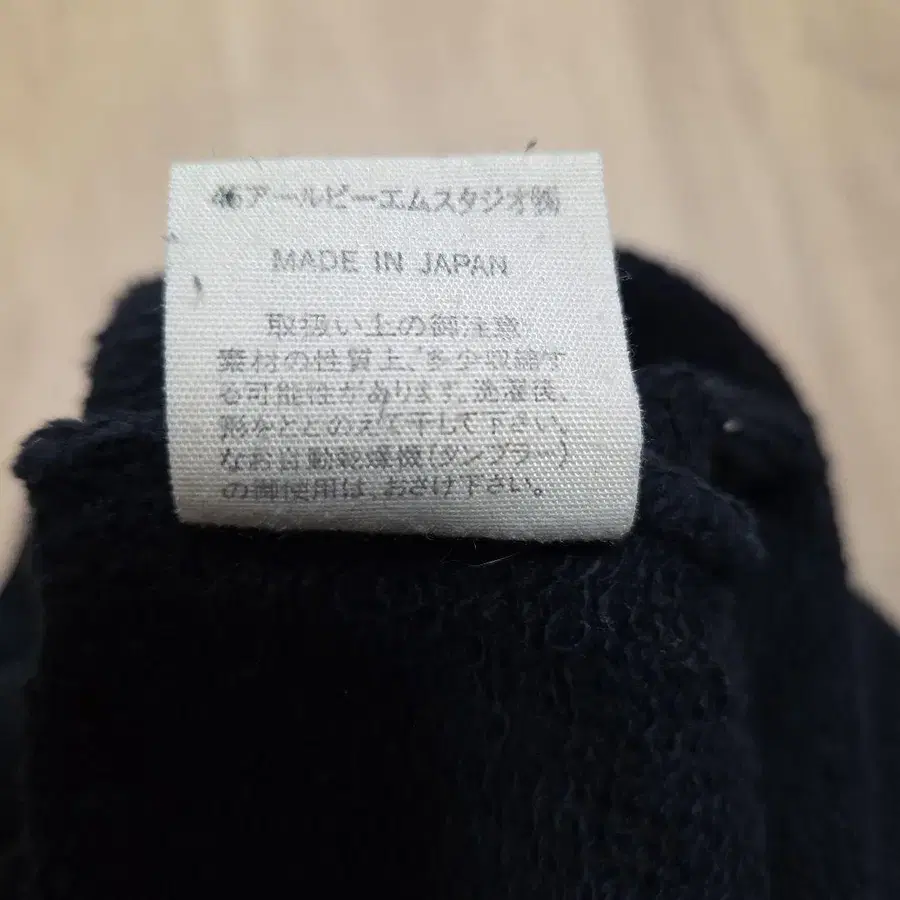 アールビーエムスタジオ㈱
MADE IN JAPAN
取扱い上の御注意
素材の性質上、多少収縮す
る可能性があります。洗濯後、
形をととのえて干して下さい。
なお自動乾燥機(タンブラー)
の御使用は、おさけ下さい。